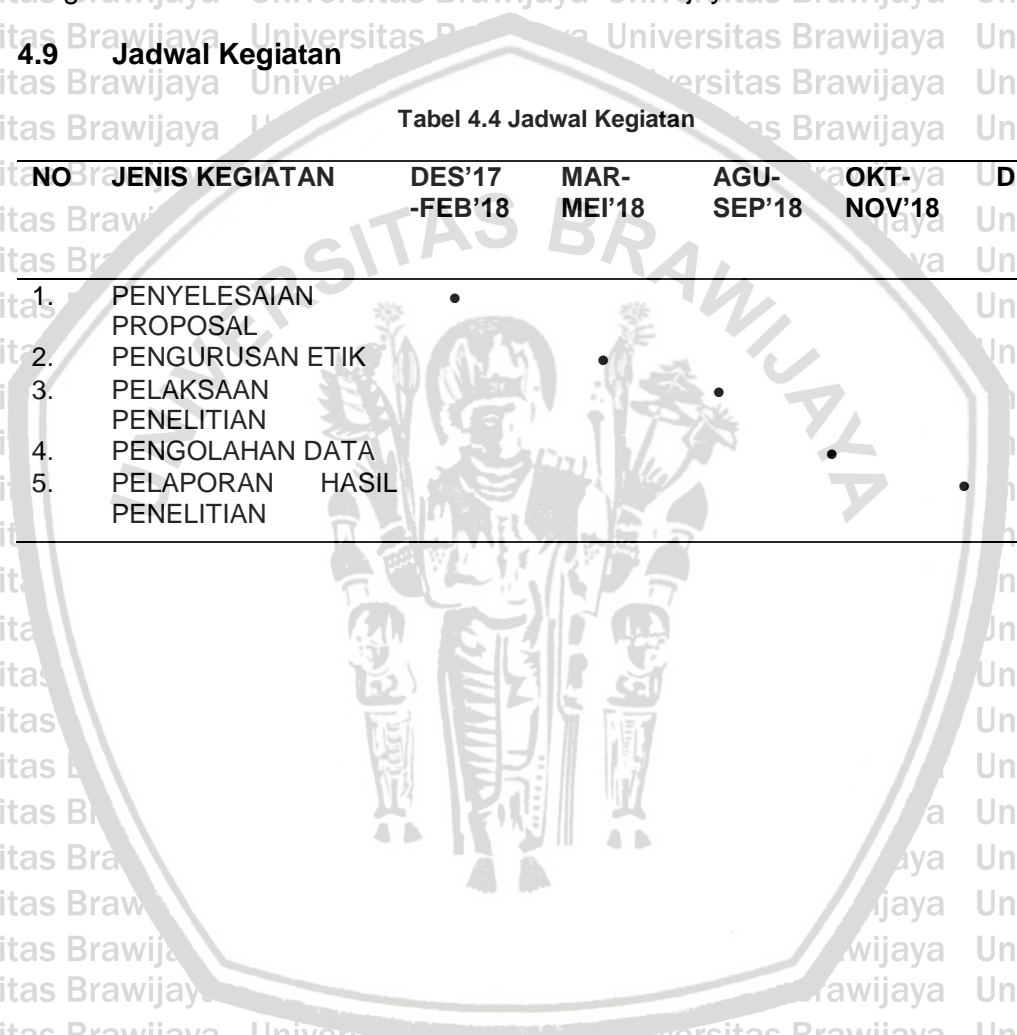 4.9 Jadwal Kegiatan
Tabel 4.4 Jadwal Kegiatan
NO JENIS KEGIATAN DES'17 MAR- AGU- OKT- D
-FEB'18 MEI'18 SEP'18 NOV'18
1. PENYELESAIAN •
PROPOSAL
2. PENGURUSAN ETIK •
3. PELAKSAAN •
PENELITIAN
4. PENGOLAHAN DATA •
5. PELAPORAN HASIL •
PENELITIAN
UNIVERSITAS BRAWIJAYA